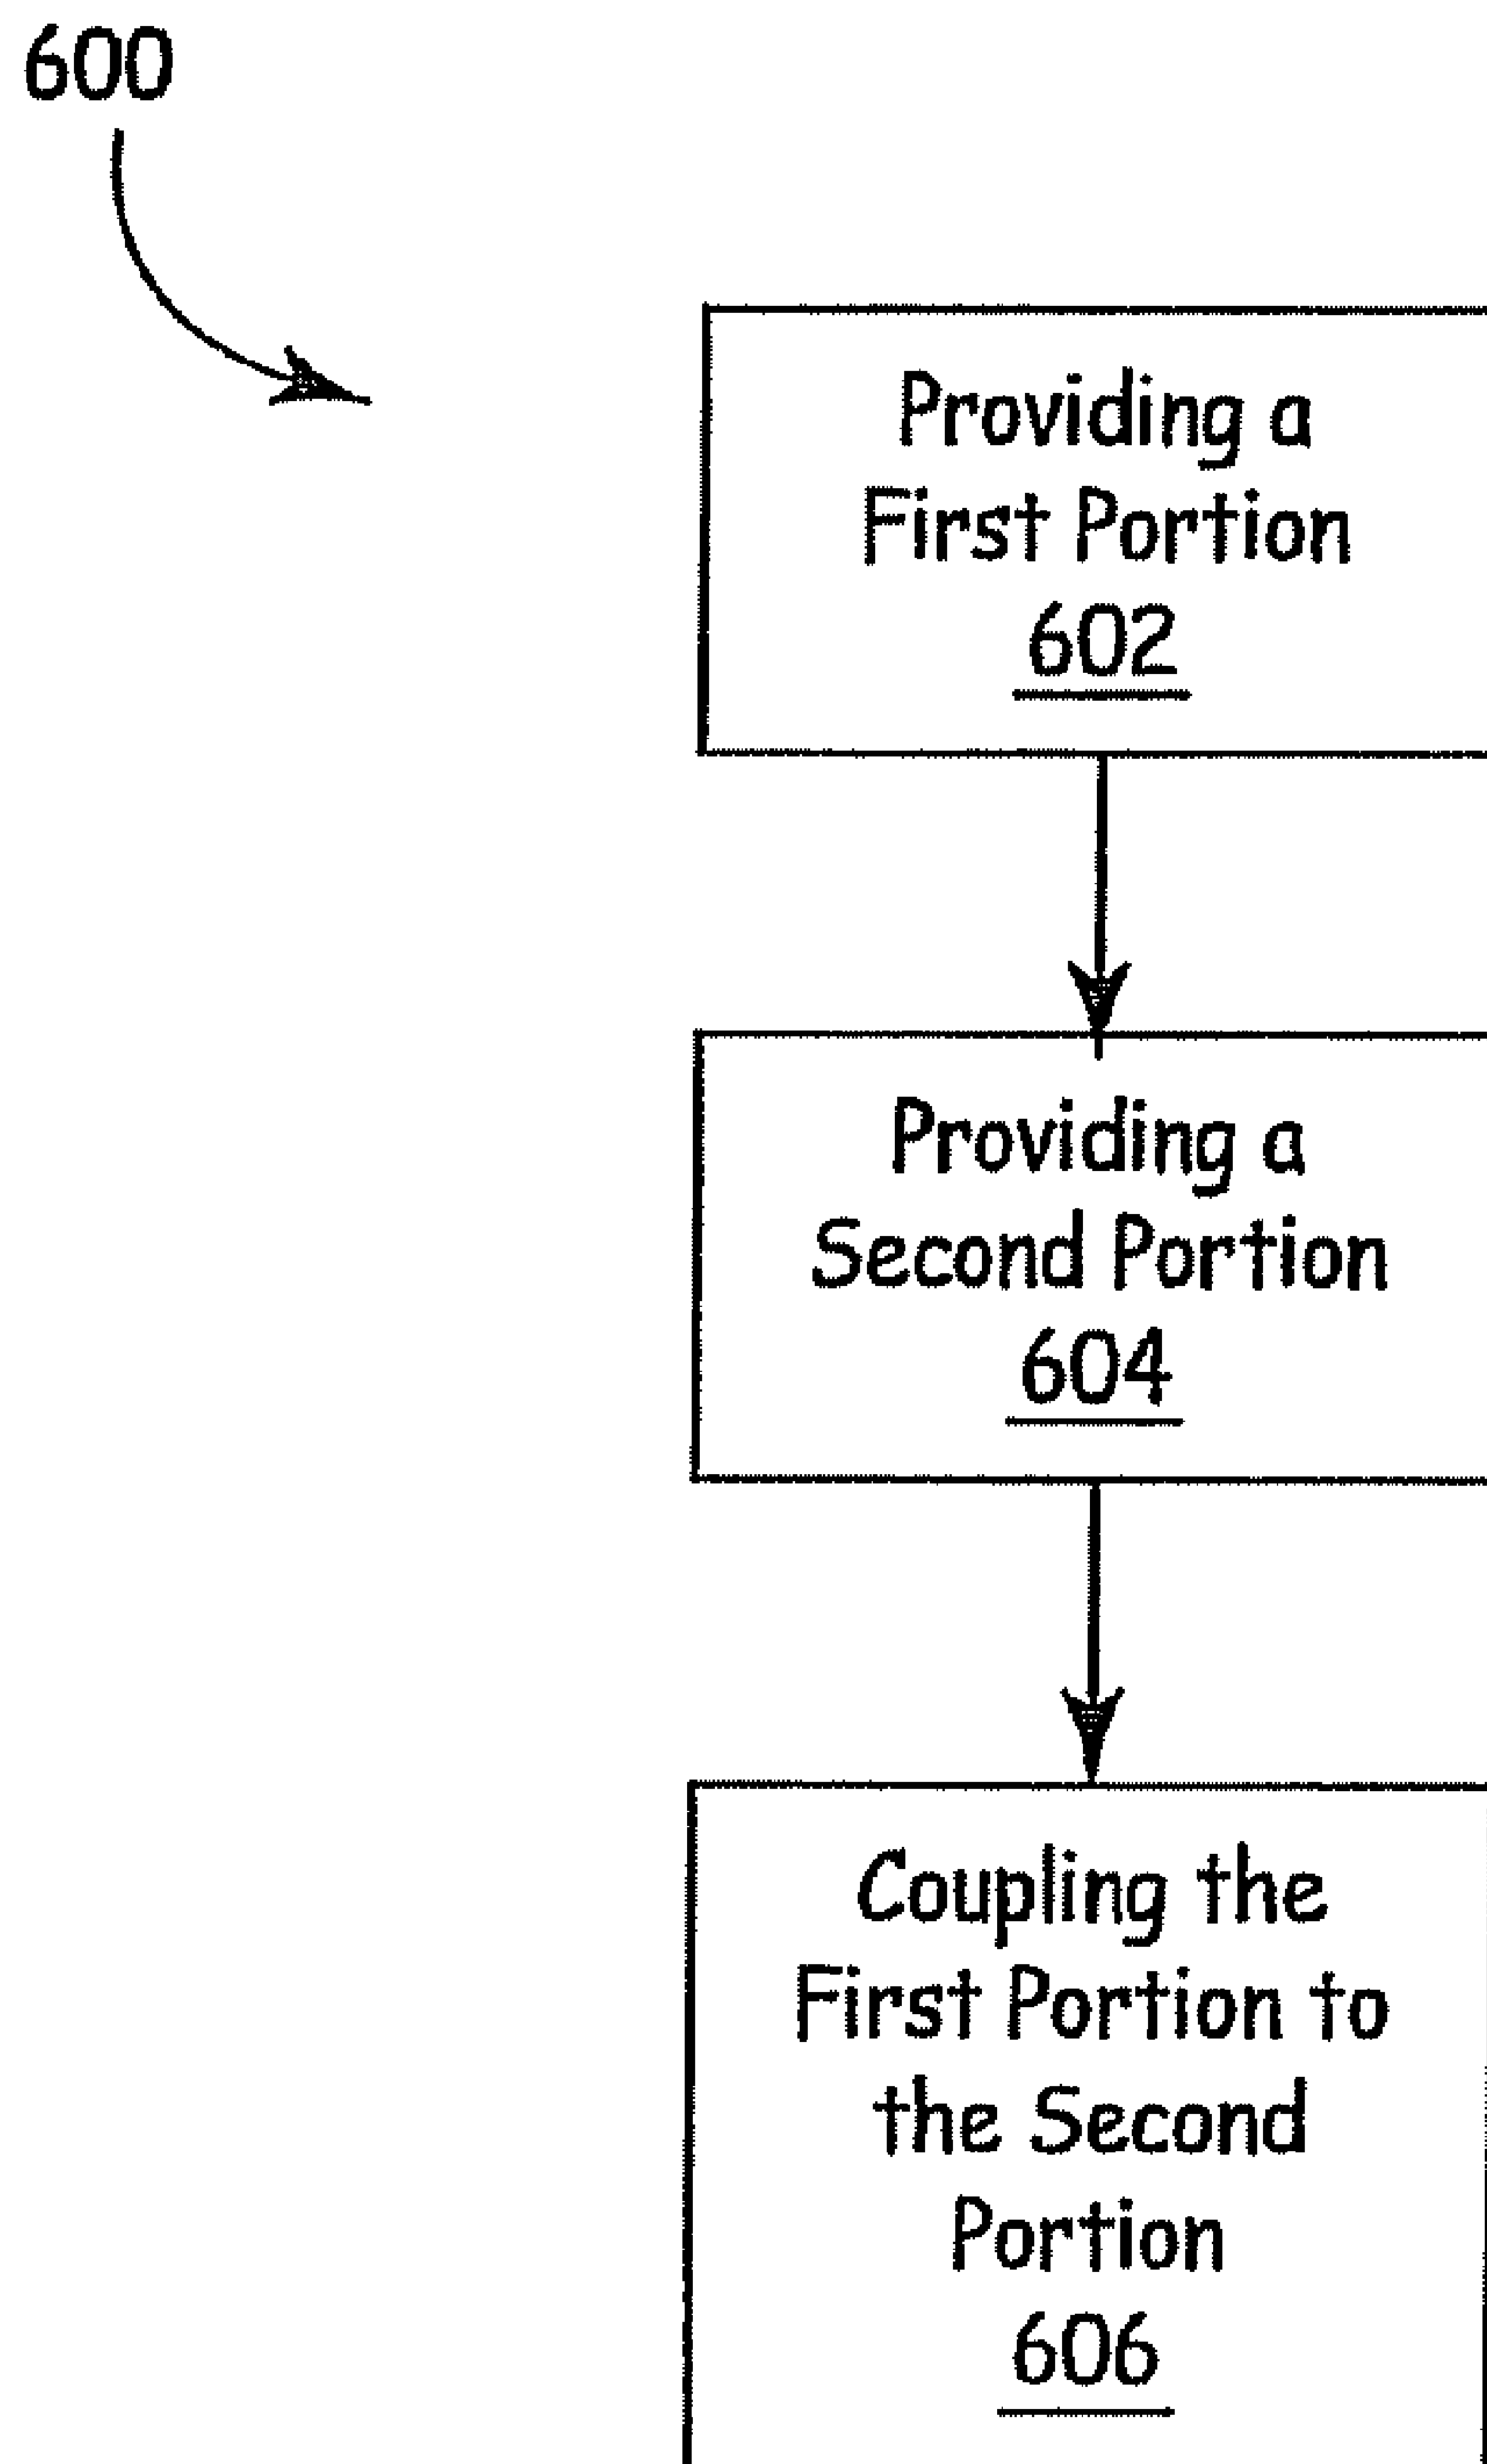 600
Providing a
First Portion
602
Providing a
Second Portion
604
Coupling the
First Portion to
the Second
Portion
606